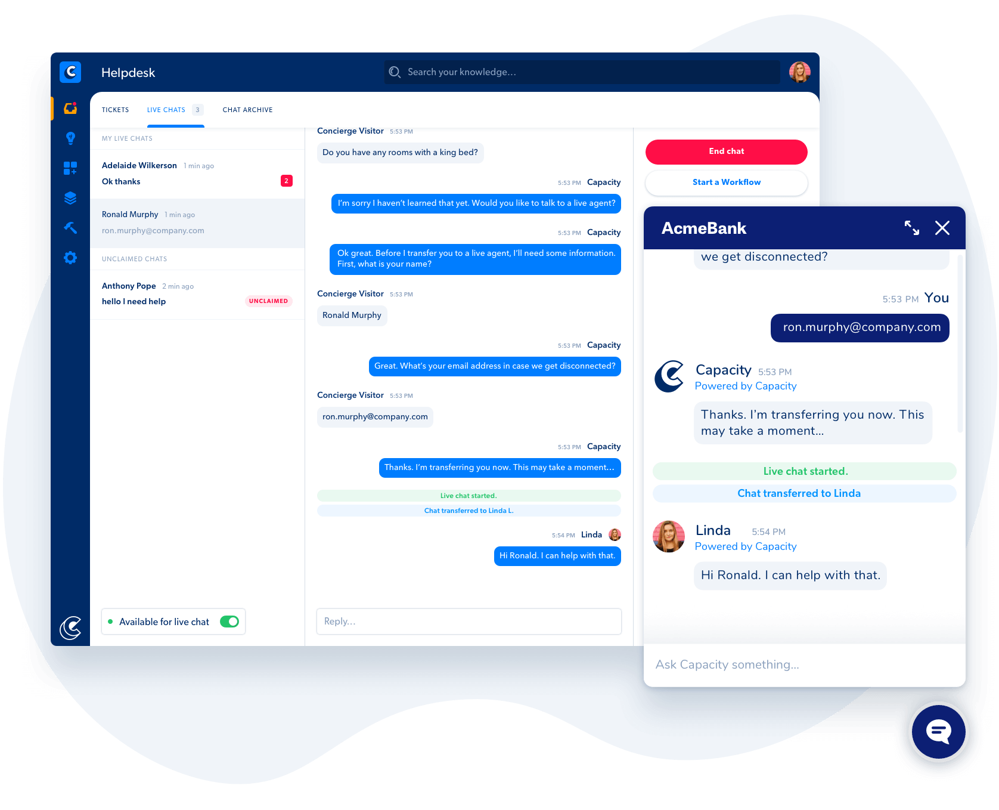 Helpdesk
Search your knowledge...
TICKETS
LIVE CHATS 3
CHAT ARCHIVE
MY LIVE CHATS
Adelaide Wilkerson 1 min ago
Ok thanks
2
Ronald Murphy 1 min ago
ron.murphy@company.com
UNCLAIMED CHATS
Anthony Pope 2 min ago
hello I need help
UNCLAIMED
Available for live chat
Concierge Visitor 5:53 PM
Do you have any rooms with a king bed?
5:53 PM Capacity
I'm sorry I haven't learned that yet. Would you like to talk to a live agent?
5:53 PM Capacity
Ok great. Before I transfer you to a live agent, I'll need some information.
First, what is your name?
Concierge Visitor 5:53 PM
Ronald Murphy
5:53 PM Capacity
Great. What's your email address in case we get disconnected?
Concierge Visitor 5:53 PM
ron.murphy@company.com
5:53 PM Capacity
Thanks. I'm transferring you now. This may take a moment...
Live chat started.
Chat transferred to Linda L.
5:54 PM Linda
Hi Ronald. I can help with that.
Reply...
End chat
Start a Workflow
AcmeBank
we get disconnected?
5:53 PM You
ron.murphy@company.com
Capacity 5:53 PM
Powered by Capacity
Thanks. I'm transferring you now. This
may take a moment...
Live chat started.
Chat transferred to Linda
Linda 5:54 PM
Powered by Capacity
Hi Ronald. I can help with that.
Ask Capacity something...